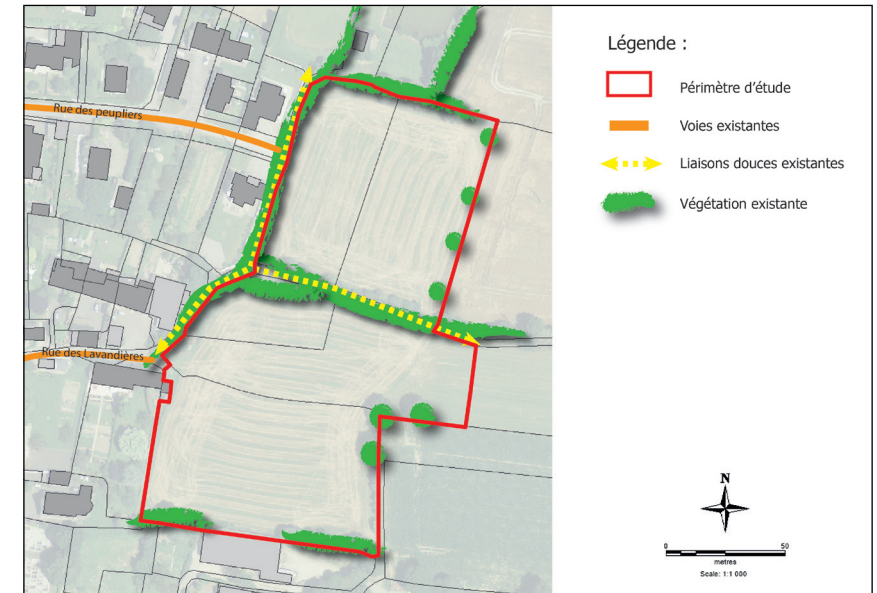 Rue des peupliers
Rue des Lavandières
Légende :
Périmètre d'étude
Voies existantes
Liaisons douces existantes
Végétation existante
N
0 50
metres
Scale: 1:1 000